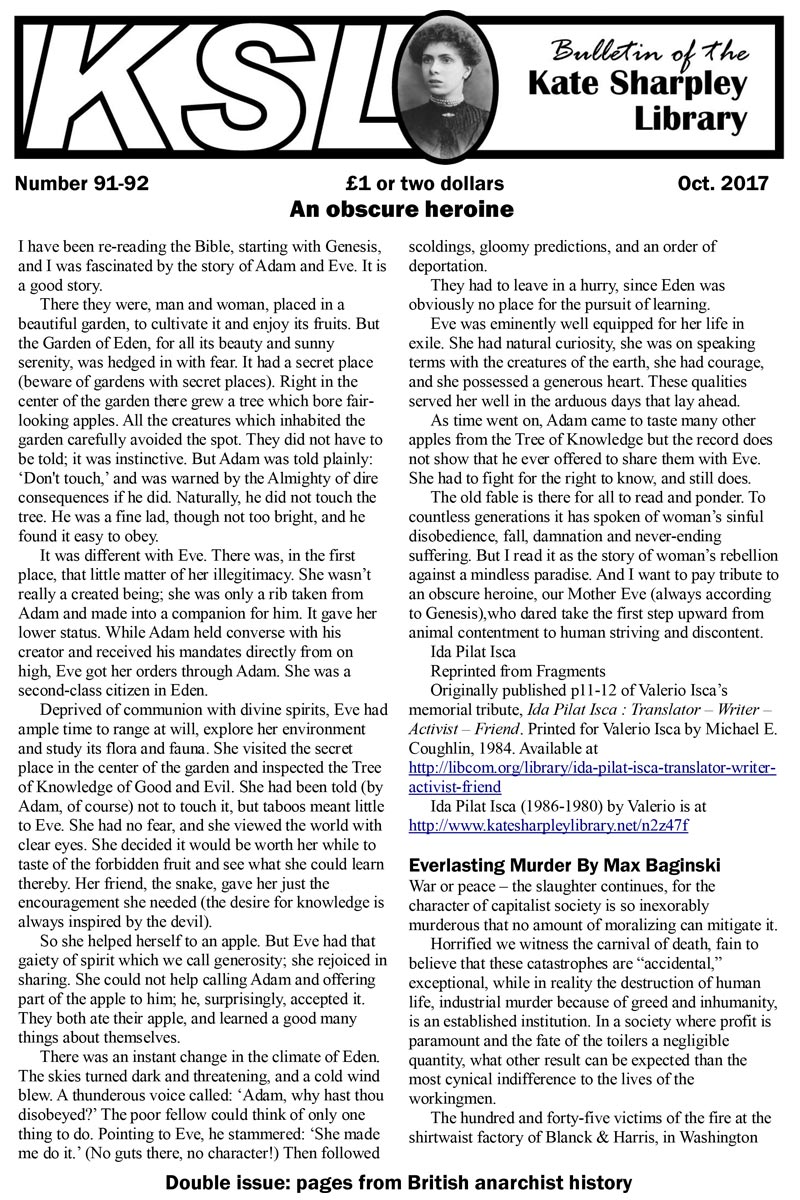 KSL
Bulletin of the
Kate Sharpley
Library
Number 91-92
£1 or two dollars
Oct. 2017
An obscure heroine
I have been re-reading the Bible, starting with Genesis,
and I was fascinated by the story of Adam and Eve. It is
a good story.
There they were, man and woman, placed in a
beautiful garden, to cultivate it and enjoy its fruits. But
the Garden of Eden, for all its beauty and sunny
serenity, was hedged in with fear. It had a secret place
(beware of gardens with secret places). Right in the
center of the garden there grew a tree which bore fair-
looking apples. All the creatures which inhabited the
garden carefully avoided the spot. They did not have to
be told; it was instinctive. But Adam was told plainly:
‘Don't touch,’ and was warned by the Almighty of dire
consequences if he did. Naturally, he did not touch the
tree. He was a fine lad, though not too bright, and he
found it easy to obey.
It was different with Eve. There was, in the first
place, that little matter of her illegitimacy. She wasn’t
really a created being; she was only a rib taken from
Adam and made into a companion for him. It gave her
lower status. While Adam held converse with his
creator and received his mandates directly from on
high, Eve got her orders through Adam. She was a
second-class citizen in Eden.
Deprived of communion with divine spirits, Eve had
ample time to range at will, explore her environment
and study its flora and fauna. She visited the secret
place in the center of the garden and inspected the Tree
of Knowledge of Good and Evil. She had been told (by
Adam, of course) not to touch it, but taboos meant little
to Eve. She had no fear, and she viewed the world with
clear eyes. She decided it would be worth her while to
taste of the forbidden fruit and see what she could learn
thereby. Her friend, the snake, gave her just the
encouragement she needed (the desire for knowledge is
always inspired by the devil).
So she helped herself to an apple. But Eve had that
gaiety of spirit which we call generosity; she rejoiced in
sharing. She could not help calling Adam and offering
part of the apple to him; he, surprisingly, accepted it.
They both ate their apple, and learned a good many
things about themselves.
There was an instant change in the climate of Eden.
The skies turned dark and threatening, and a cold wind
blew. A thunderous voice called: ‘Adam, why hast thou
disobeyed?’ The poor fellow could think of only one
thing to do. Pointing to Eve, he stammered: ‘She made
me do it.’ (No guts there, no character!) Then followed
scoldings, gloomy predictions, and an order of
deportation.
They had to leave in a hurry, since Eden was
obviously no place for the pursuit of learning.
Eve was eminently well equipped for her life in
exile. She had natural curiosity, she was on speaking
terms with the creatures of the earth, she had courage,
and she possessed a generous heart. These qualities
served her well in the arduous days that lay ahead.
As time went on, Adam came to taste many other
apples from the Tree of Knowledge but the record does
not show that he ever offered to share them with Eve.
She had to fight for the right to know, and still does.
The old fable is there for all to read and ponder. To
countless generations it has spoken of woman’s sinful
disobedience, fall, damnation and never-ending
suffering. But I read it as the story of woman’s rebellion
against a mindless paradise. And I want to pay tribute to
an obscure heroine, our Mother Eve (always according
to Genesis),who dared take the first step upward from
animal contentment to human striving and discontent.
Ida Pilat Isca
Reprinted from Fragments
Originally published p11-12 of Valerio Isca’s
memorial tribute, Ida Pilat Isca : Translator – Writer –
Activist – Friend. Printed for Valerio Isca by Michael E.
Coughlin, 1984. Available at
http://libcom.org/library/ida-pilat-isca-translator-writer-
activist-friend
Ida Pilat Isca (1986-1980) by Valerio is at
http://www.katesharpleylibrary.net/n2z47f
Everlasting Murder By Max Baginski
War or peace – the slaughter continues, for the
character of capitalist society is so inexorably
murderous that no amount of moralizing can mitigate it.
Horrified we witness the carnival of death, fain to
believe that these catastrophes are “accidental,”
exceptional, while in reality the destruction of human
life, industrial murder because of greed and inhumanity,
is an established institution. In a society where profit is
paramount and the fate of the toilers a negligible
quantity, what other result can be expected than the
most cynical indifference to the lives of the
workingmen.
The hundred and forty-five victims of the fire at the
shirtwaist factory of Blanck & Harris, in Washington
Double issue: pages from British anarchist history